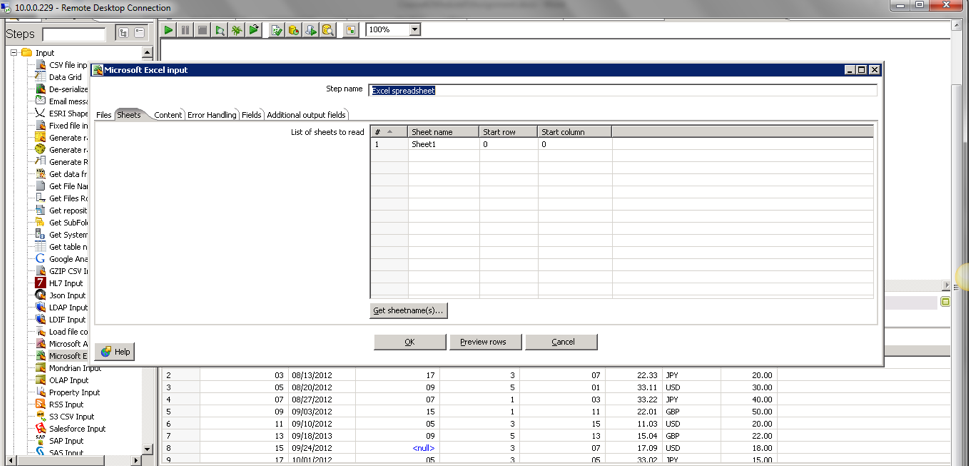 10.0.0.229 - Remote Desktop Connection
Steps
100%
Input
CSV file inp
Data Grid
De-serialize
Email messa
ESRI Shape
Fixed file in
Generate ra
Generate ra
Generate R
Get data fr
Get File Nar
Get Files Ro
Get reposit
Get SubFol
Get System
Get table n
Google Ana
GZIP CSV I
HL7 Input
Json Input
LDAP Input
LDIF Input
Load file co
Microsoft A
Microsoft E
Mondrian Input
OLAP Input
Property Input
RSS Input
S3 CSV Input
Salesforce Input
SAP Input
SAS Input
Microsoft Excel input
Step name Excel spreadsheet
Files Sheets Content Error Handling Fields Additional output fields
List of sheets to read # Sheet name Start row Start column
1 Sheet1 0 0
Get sheetname(s)...
OK Preview rows Cancel
Help
2 03 08/13/2012 17 3 07 22.33 JPY 20.00
3 05 08/20/2012 09 5 01 33.11 USD 30.00
4 07 08/27/2012 07 1 03 33.22 JPY 40.00
5 09 09/03/2012 15 1 11 22.01 GBP 50.00
6 11 09/10/2012 05 3 15 11.03 USD 20.00
7 13 09/18/2013 09 5 13 15.04 GBP 22.00
8 15 09/24/2012 <null> 3 07 17.09 USD 18.00
9 17 10/01/2012 05 3 05 33.02 JPY 15.00